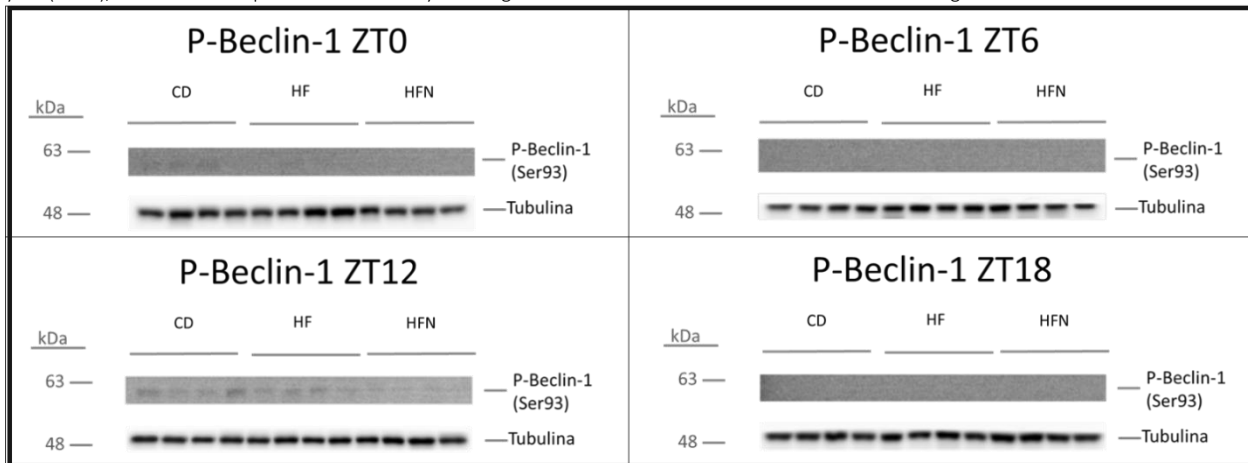 P-Beclin-1 ZT0
CD HF HFN
kDa
63
P-Beclin-1
(Ser93)
48
Tubulina
P-Beclin-1 ZT6
CD HF HFN
kDa
63
P-Beclin-1
(Ser93)
48
Tubulina
P-Beclin-1 ZT12
CD HF HFN
kDa
63
P-Beclin-1
(Ser93)
48
Tubulina
P-Beclin-1 ZT18
CD HF HFN
kDa
63
P-Beclin-1
(Ser93)
48
Tubulina